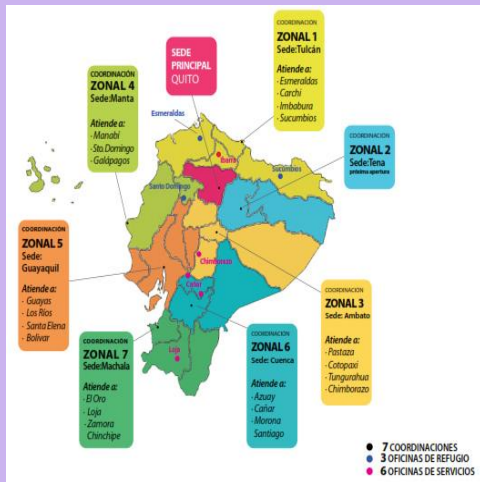 SEDE
PRINCIPAL
QUITO
COORDINACIÓN
ZONAL 1
Sede:Tulcán
Atiende a:
- Esmeraldas
- Carchi
- Imbabura
- Sucumbios
COORDINACIÓN
ZONAL 4
Sede:Manta
Atiende a:
- Manabí
- Sto.Domingo
- Galápagos
COORDINACIÓN
ZONAL 2
Sede:Tena
próxima apertura
Esmeraldas
Ibarra
Sucumbios
Santo Domingo
Chimborazo
Cañar
Loja
COORDINACIÓN
ZONAL 5
Sede:
Guayaquil
Atiende a:
- Guayas
- Los Ríos
- Santa Elena
- Bolivar
COORDINACIÓN
ZONAL 3
Sede: Ambato
Atiende a:
- Pastaza
- Cotopaxi
- Tungurahua
- Chimborazo
COORDINACIÓN
ZONAL 7
Sede:Machala
Atiende a:
- El Oro
- Loja
- Zamora
Chinchipe
COORDINACIÓN
ZONAL 6
Sede: Cuenca
Atiende a:
- Azuay
- Cañar
- Morona
Santiago
7 COORDINACIONES
3 OFICINAS DE REFUGIO
6 OFICINAS DE SERVICIOS